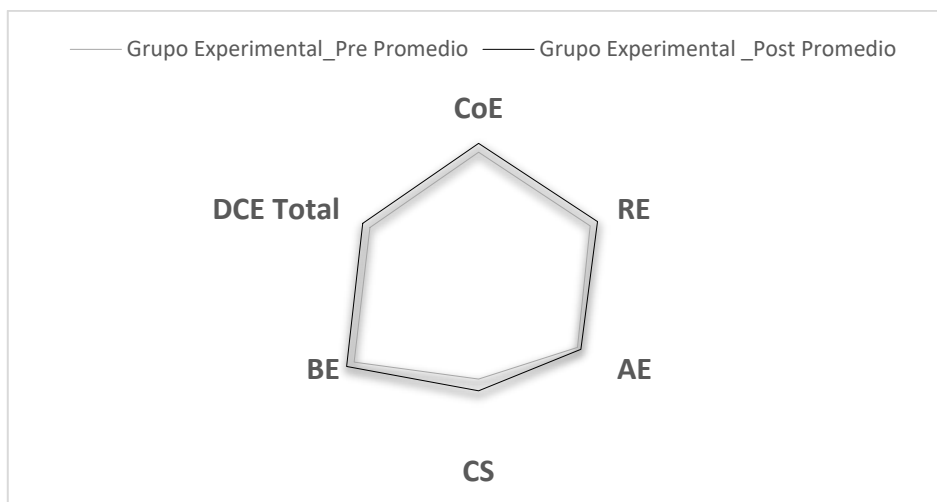 Grupo Experimental_Pre Promedio
Grupo Experimental _Post Promedio
CoE
DCE Total
RE
BE
AE
CS